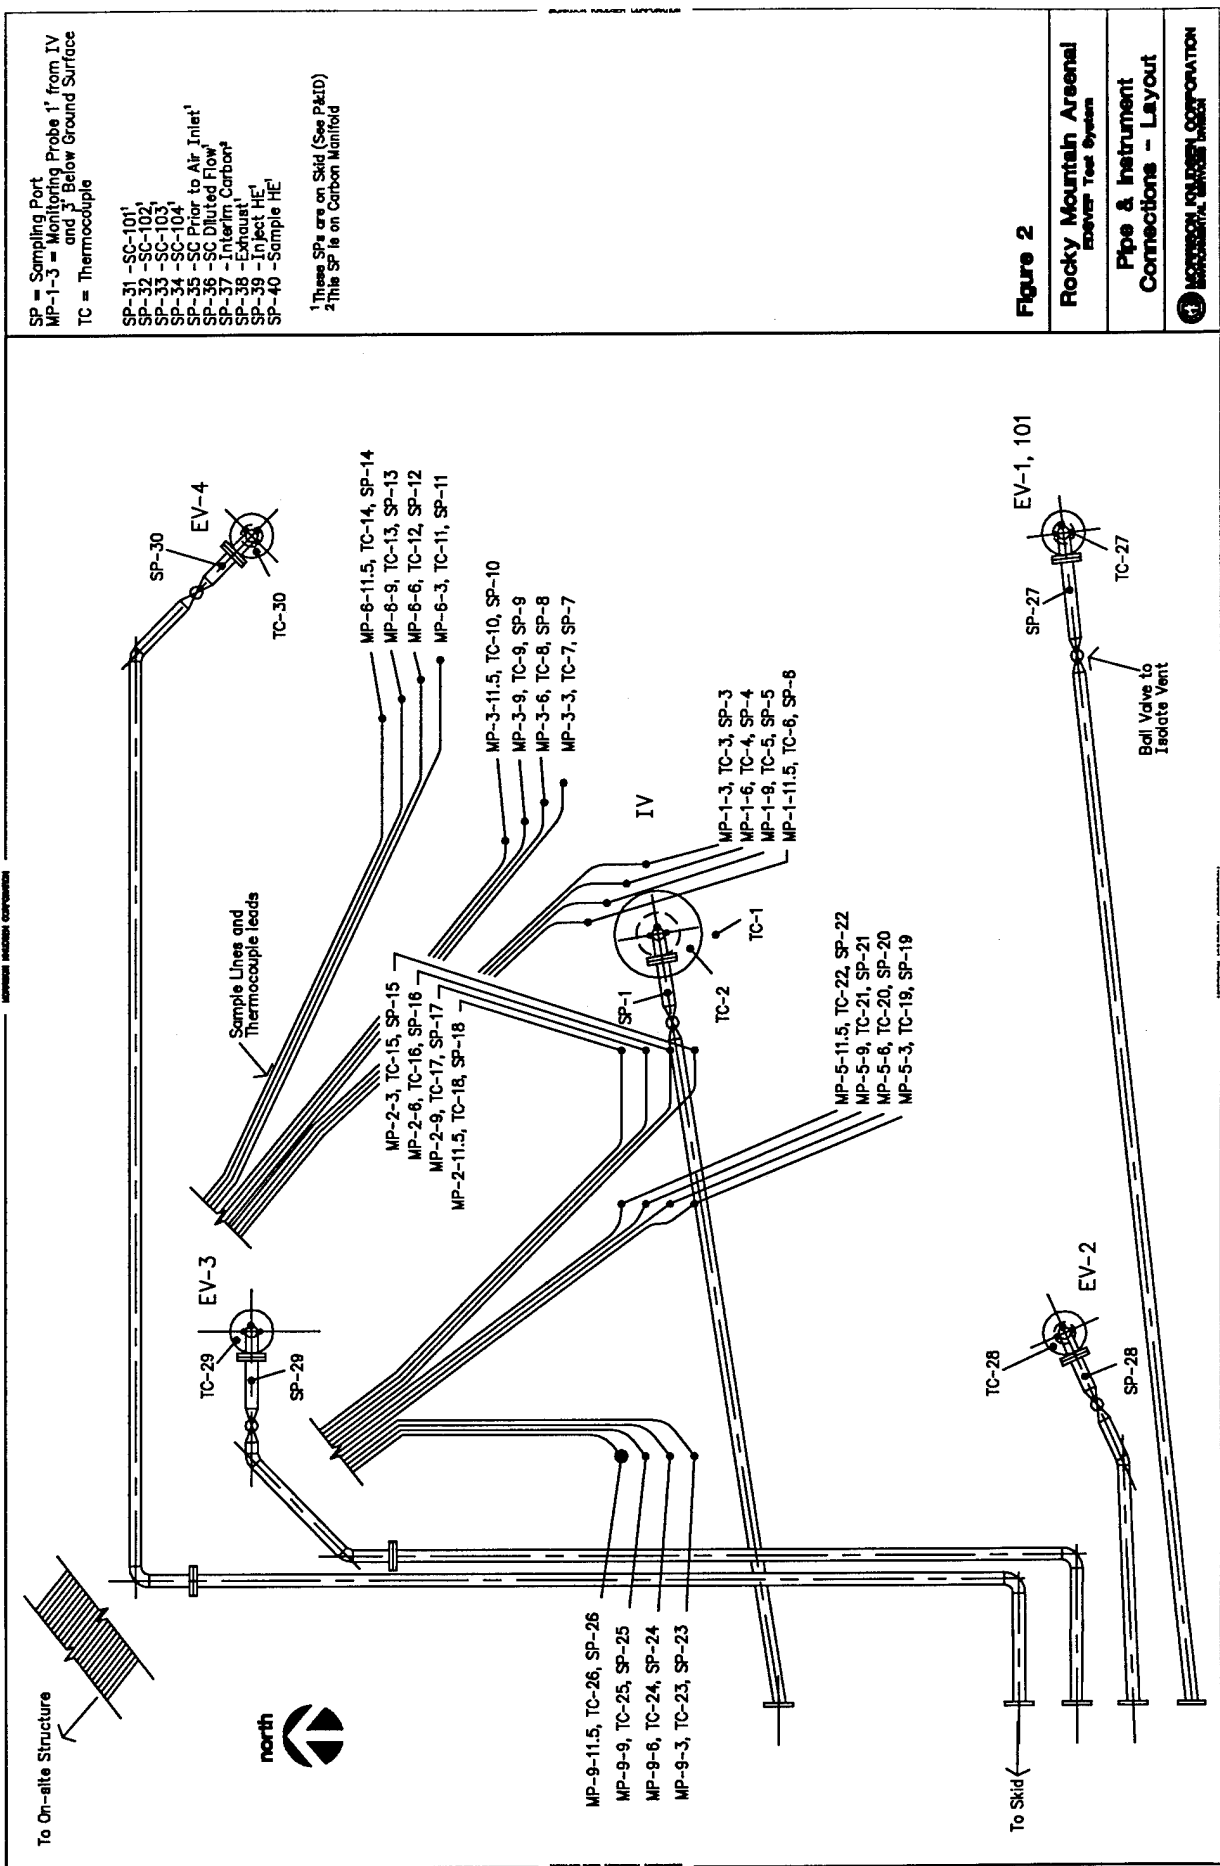 SP = Sampling Port
MP-1-3 = Monitoring Probe 1' from IV
and 3' Below Ground Surface
TC = Thermocouple
SP-31 -SC-101¹
SP-32 -SC-102¹
SP-33 -SC-103¹
SP-34 -SC-104¹
SP-35 -SC Prior to Air Inlet¹
SP-36 -SC Diluted Flow¹
SP-37 -Interim Carbon²
SP-38 -Exhaust¹
SP-39 -Inject HE¹
SP-40 -Sample HE¹
¹These SPs are on Skid (See P&ID)
²This SP is on Carbon Manifold
Figure 2
Rocky Mountain Arsenal
Test System
Pipe & Instrument
Connections - Layout
MORRISON KNUDSEN CORPORATION
ENVIRONMENTAL SERVICES DIVISION
To On-site Structure
north
Sample Lines and
Thermocouple leads
EV-4
SP-30
TC-30
MP-6-11.5, TC-14, SP-14
MP-6-9, TC-13, SP-13
MP-6-6, TC-12, SP-12
MP-6-3, TC-11, SP-11
MP-3-11.5, TC-10, SP-10
MP-3-9, TC-9, SP-9
MP-3-6, TC-8, SP-8
MP-3-3, TC-7, SP-7
IV
MP-1-3, TC-3, SP-3
MP-1-6, TC-4, SP-4
MP-1-9, TC-5, SP-5
MP-1-11.5, TC-6, SP-6
SP-1
TC-2
TC-1
MP-2-3, TC-15, SP-15
MP-2-6, TC-16, SP-16
MP-2-9, TC-17, SP-17
MP-2-11.5, TC-18, SP-18
MP-5-11.5, TC-22, SP-22
MP-5-9, TC-21, SP-21
MP-5-6, TC-20, SP-20
MP-5-3, TC-19, SP-19
EV-3
TC-29
SP-29
MP-9-11.5, TC-26, SP-26
MP-9-9, TC-25, SP-25
MP-9-6, TC-24, SP-24
MP-9-3, TC-23, SP-23
EV-1, 101
SP-27
TC-27
Ball Valve to
Isolate Vent
EV-2
TC-28
SP-28
To Skid